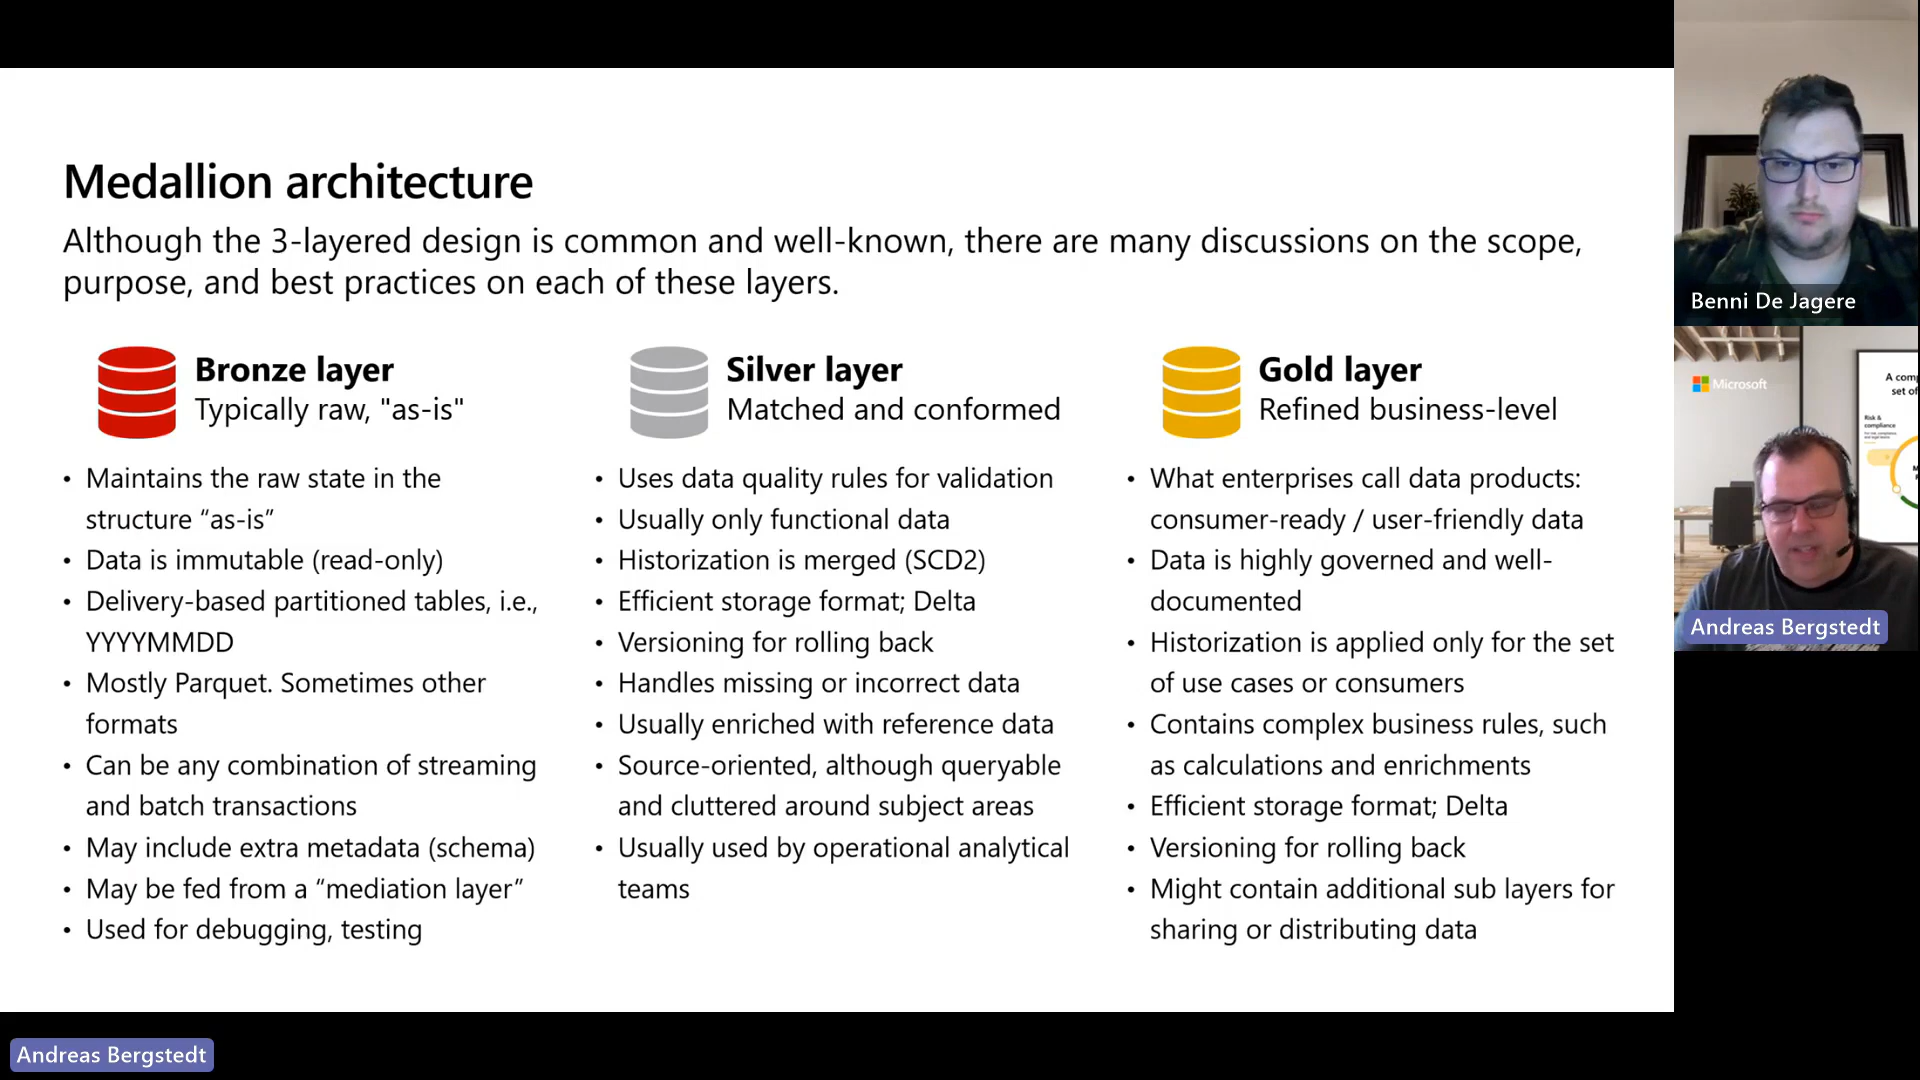 Medallion architecture
Although the 3-layered design is common and well-known, there are many discussions on the scope,
purpose, and best practices on each of these layers.
Bronze layer
Typically raw, "as-is"
• Maintains the raw state in the
structure “as-is”
• Data is immutable (read-only)
• Delivery-based partitioned tables, i.e.,
YYYYMMDD
• Mostly Parquet. Sometimes other
formats
• Can be any combination of streaming
and batch transactions
• May include extra metadata (schema)
• May be fed from a “mediation layer”
• Used for debugging, testing
Silver layer
Matched and conformed
• Uses data quality rules for validation
• Usually only functional data
• Historization is merged (SCD2)
• Efficient storage format; Delta
• Versioning for rolling back
• Handles missing or incorrect data
• Usually enriched with reference data
• Source-oriented, although queryable
and cluttered around subject areas
• Usually used by operational analytical
teams
Gold layer
Refined business-level
• What enterprises call data products:
consumer-ready / user-friendly data
• Data is highly governed and well-
documented
• Historization is applied only for the set
of use cases or consumers
• Contains complex business rules, such
as calculations and enrichments
• Efficient storage format; Delta
• Versioning for rolling back
• Might contain additional sub layers for
sharing or distributing data
Benni De Jagere
Microsoft
A com
set of
Risk &
compliance
Andreas Bergstedt
Andreas Bergstedt